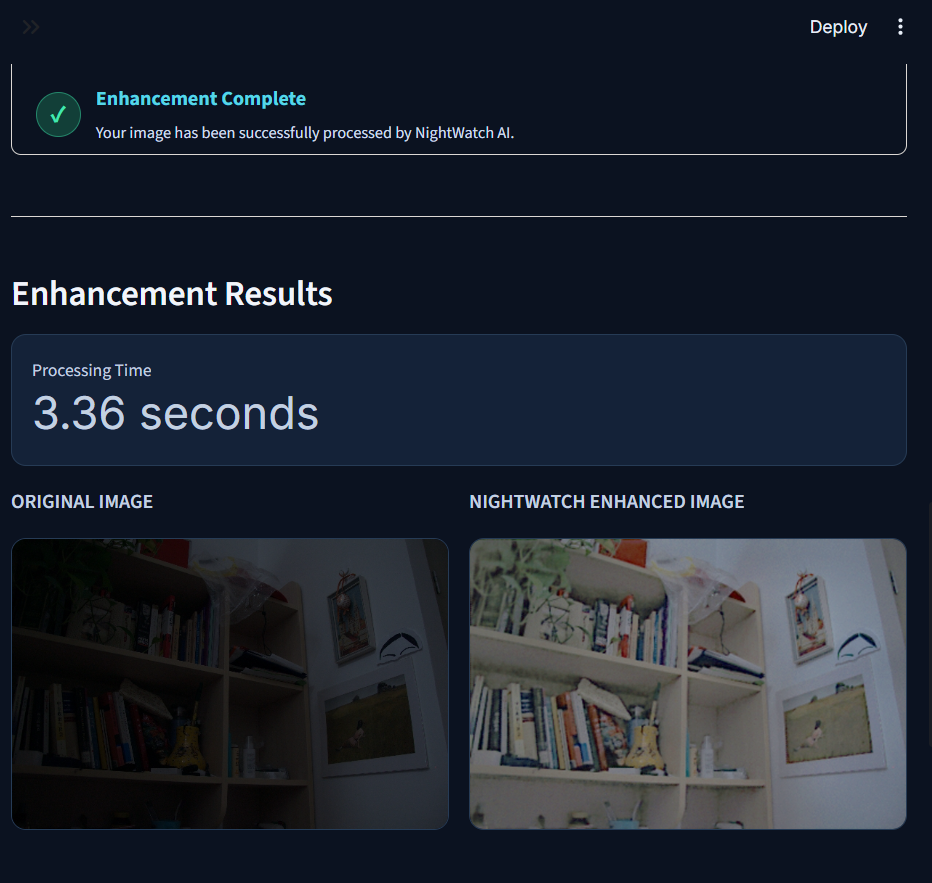 Deploy
Enhancement Complete
Your image has been successfully processed by NightWatch AI.
Enhancement Results
Processing Time
3.36 seconds
ORIGINAL IMAGE
NIGHTWATCH ENHANCED IMAGE